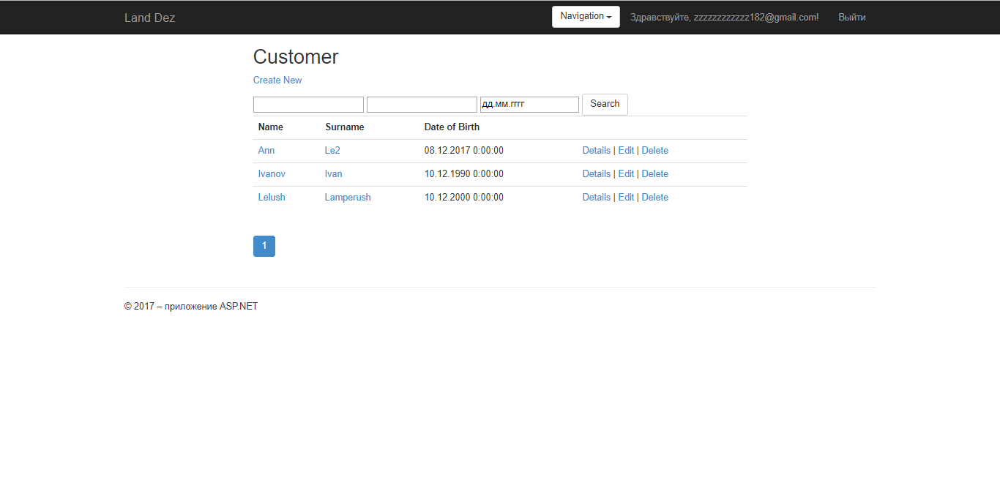 Land Dez Navigation Здравствуйте, zzzzzzzzzzzz182@gmail.com! Выйти
Customer
Create New
дд.мм.гггг Search
Name Surname Date of Birth
Ann Le2 08.12.2017 0:00:00 Details | Edit | Delete
Ivanov Ivan 10.12.1990 0:00:00 Details | Edit | Delete
Lelush Lamperush 10.12.2000 0:00:00 Details | Edit | Delete
1
© 2017 – приложение ASP.NET